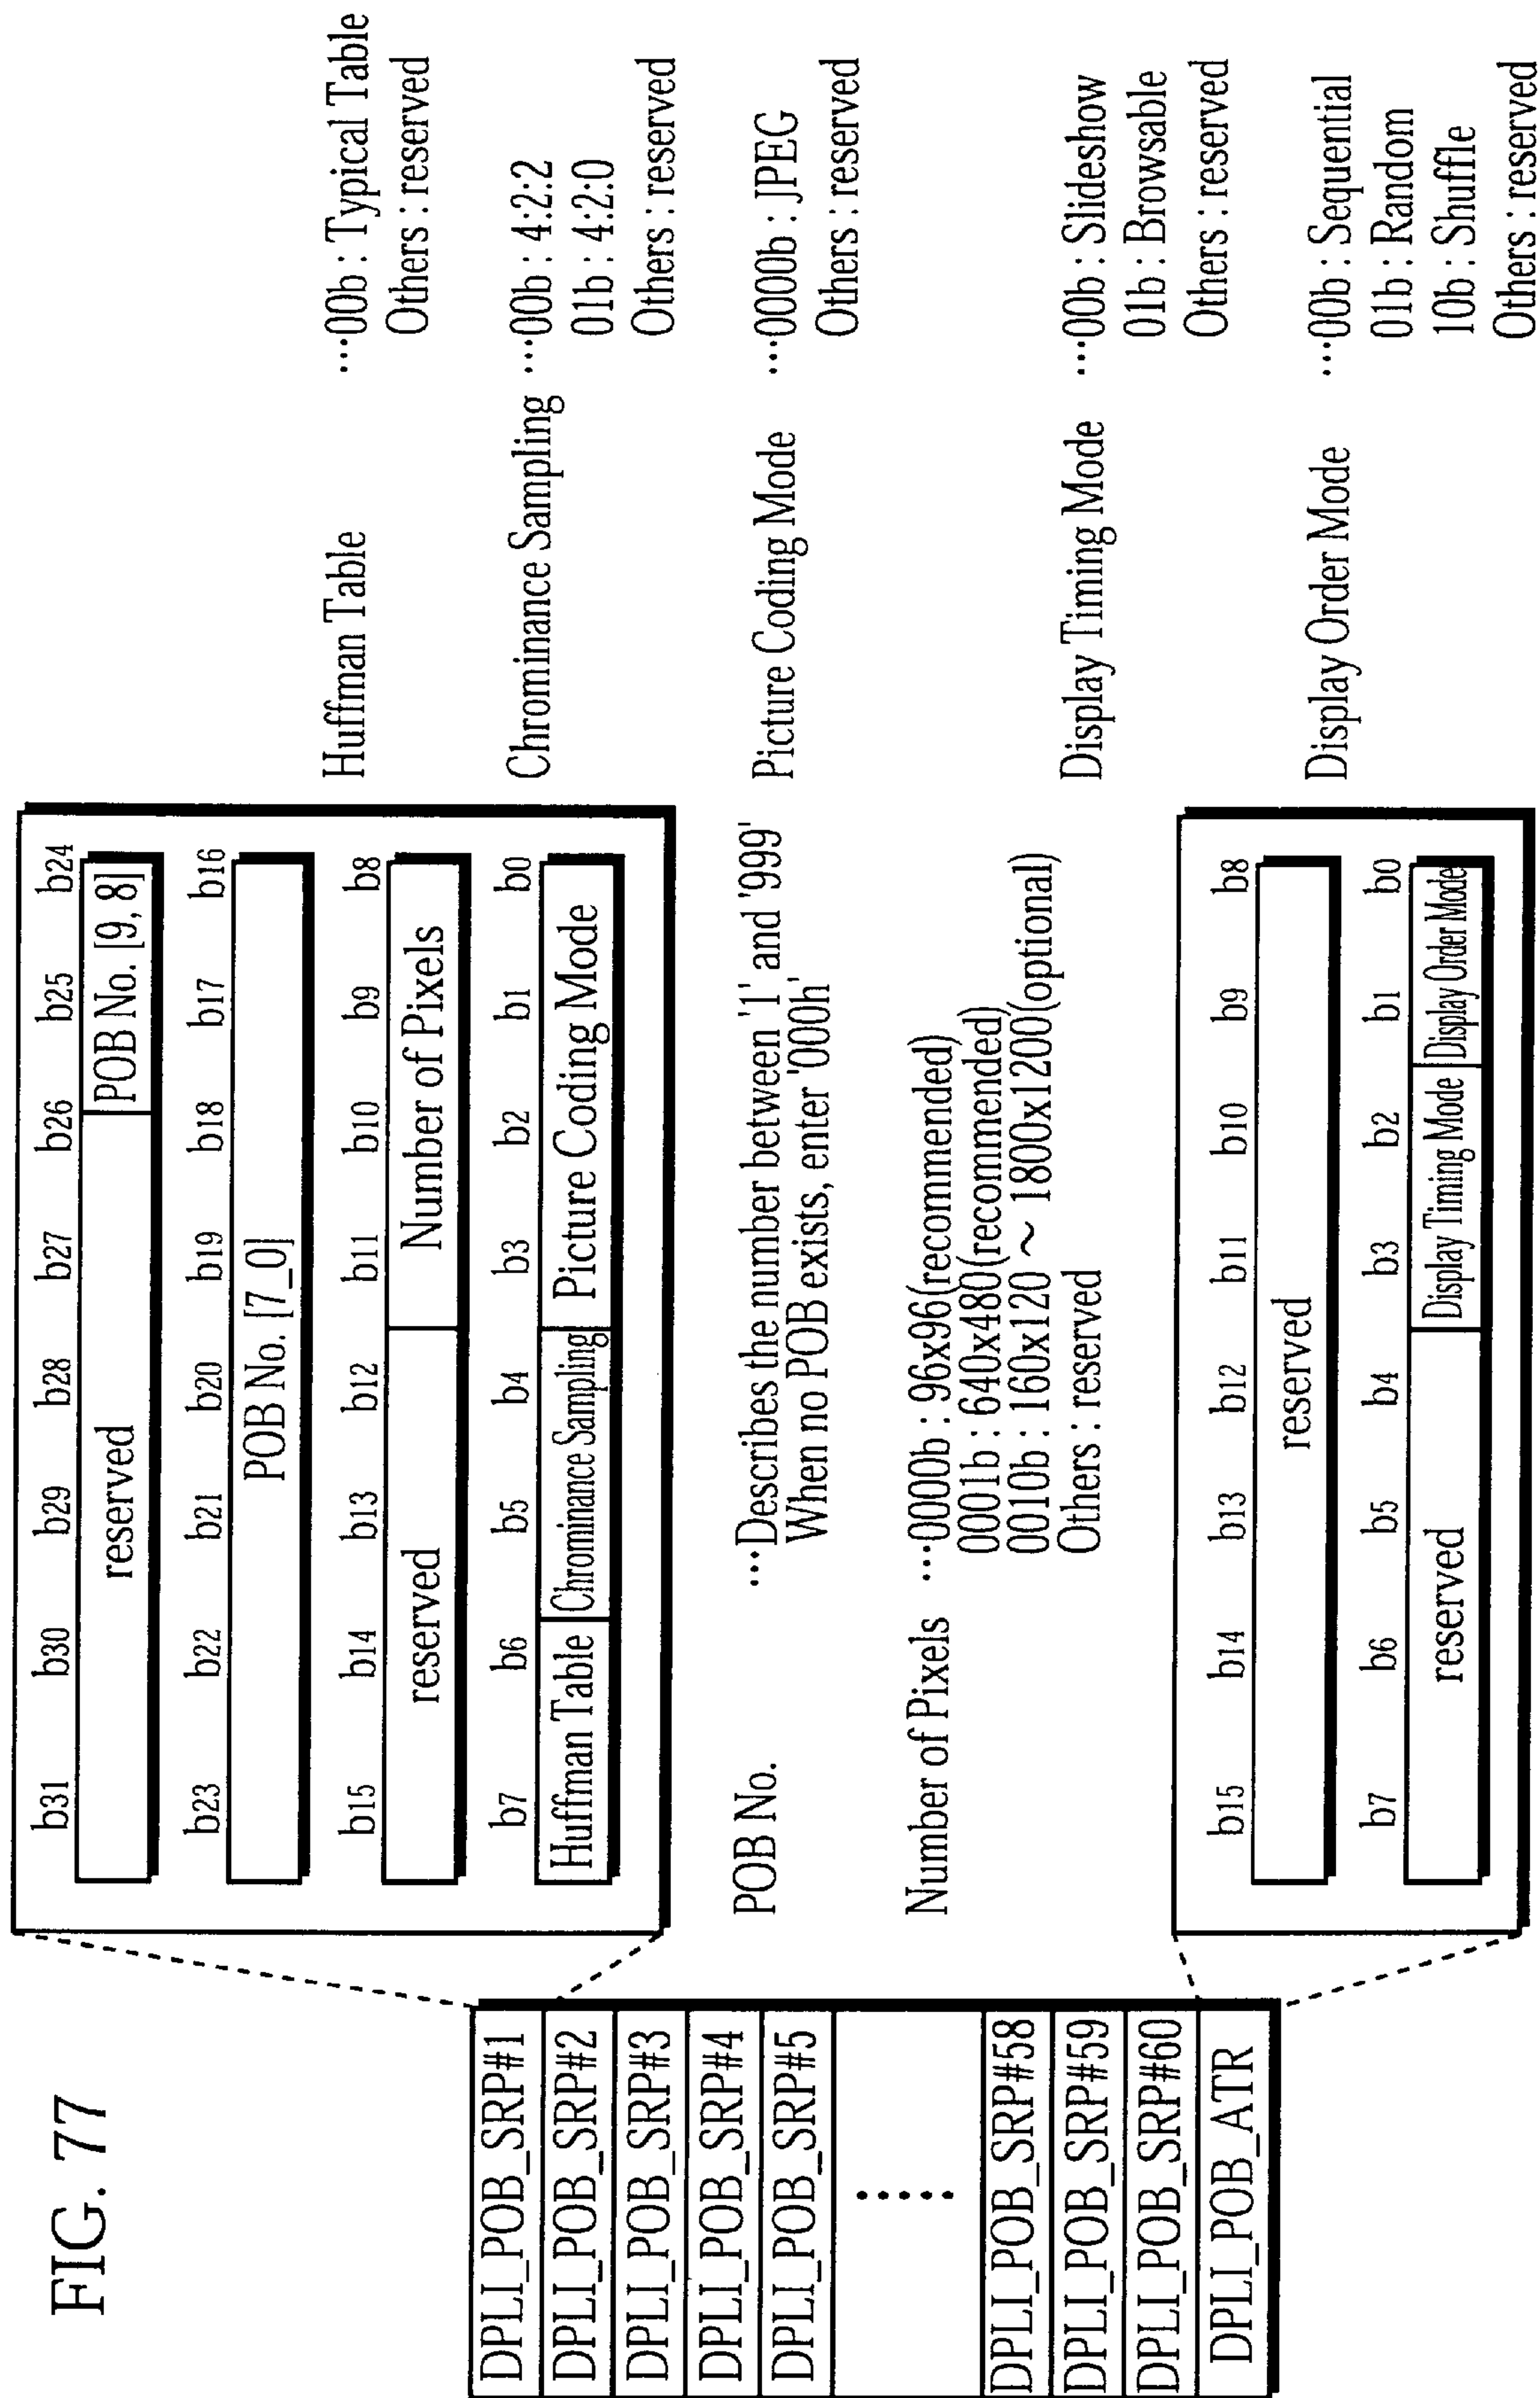 FIG. 77
DPLI_POB_SRP#1
DPLI_POB_SRP#2
DPLI_POB_SRP#3
DPLI_POB_SRP#4
DPLI_POB_SRP#5
.....
DPLI_POB_SRP#58
DPLI_POB_SRP#59
DPLI_POB_SRP#60
DPLI_POB_ATR
b31 b30 b29 b28 b27 b26 b25 b24
reserved POB No. [9, 8]
b23 b22 b21 b20 b19 b18 b17 b16
POB No. [7_0]
b15 b14 b13 b12 b11 b10 b9 b8
reserved Number of Pixels
b7 b6 b5 b4 b3 b2 b1 b0
Huffman Table Chrominance Sampling Picture Coding Mode
POB No. ···Describes the number between '1' and '999'
When no POB exists, enter '000h'
Number of Pixels ···0000b : 96x96(recommended)
0001b : 640x480(recommended)
0010b : 160x120 ~ 1800x1200(optional)
Others : reserved
b15 b14 b13 b12 b11 b10 b9 b8
reserved
b7 b6 b5 b4 b3 b2 b1 b0
reserved Display Timing Mode Display Order Mode
Huffman Table ···00b : Typical Table
Others : reserved
Chrominance Sampling ···00b : 4:2:2
01b : 4:2:0
Others : reserved
Picture Coding Mode ···0000b : JPEG
Others : reserved
Display Timing Mode ···00b : Slideshow
01b : Browsable
Others : reserved
Display Order Mode ···00b : Sequential
01b : Random
10b : Shuffle
Others : reserved